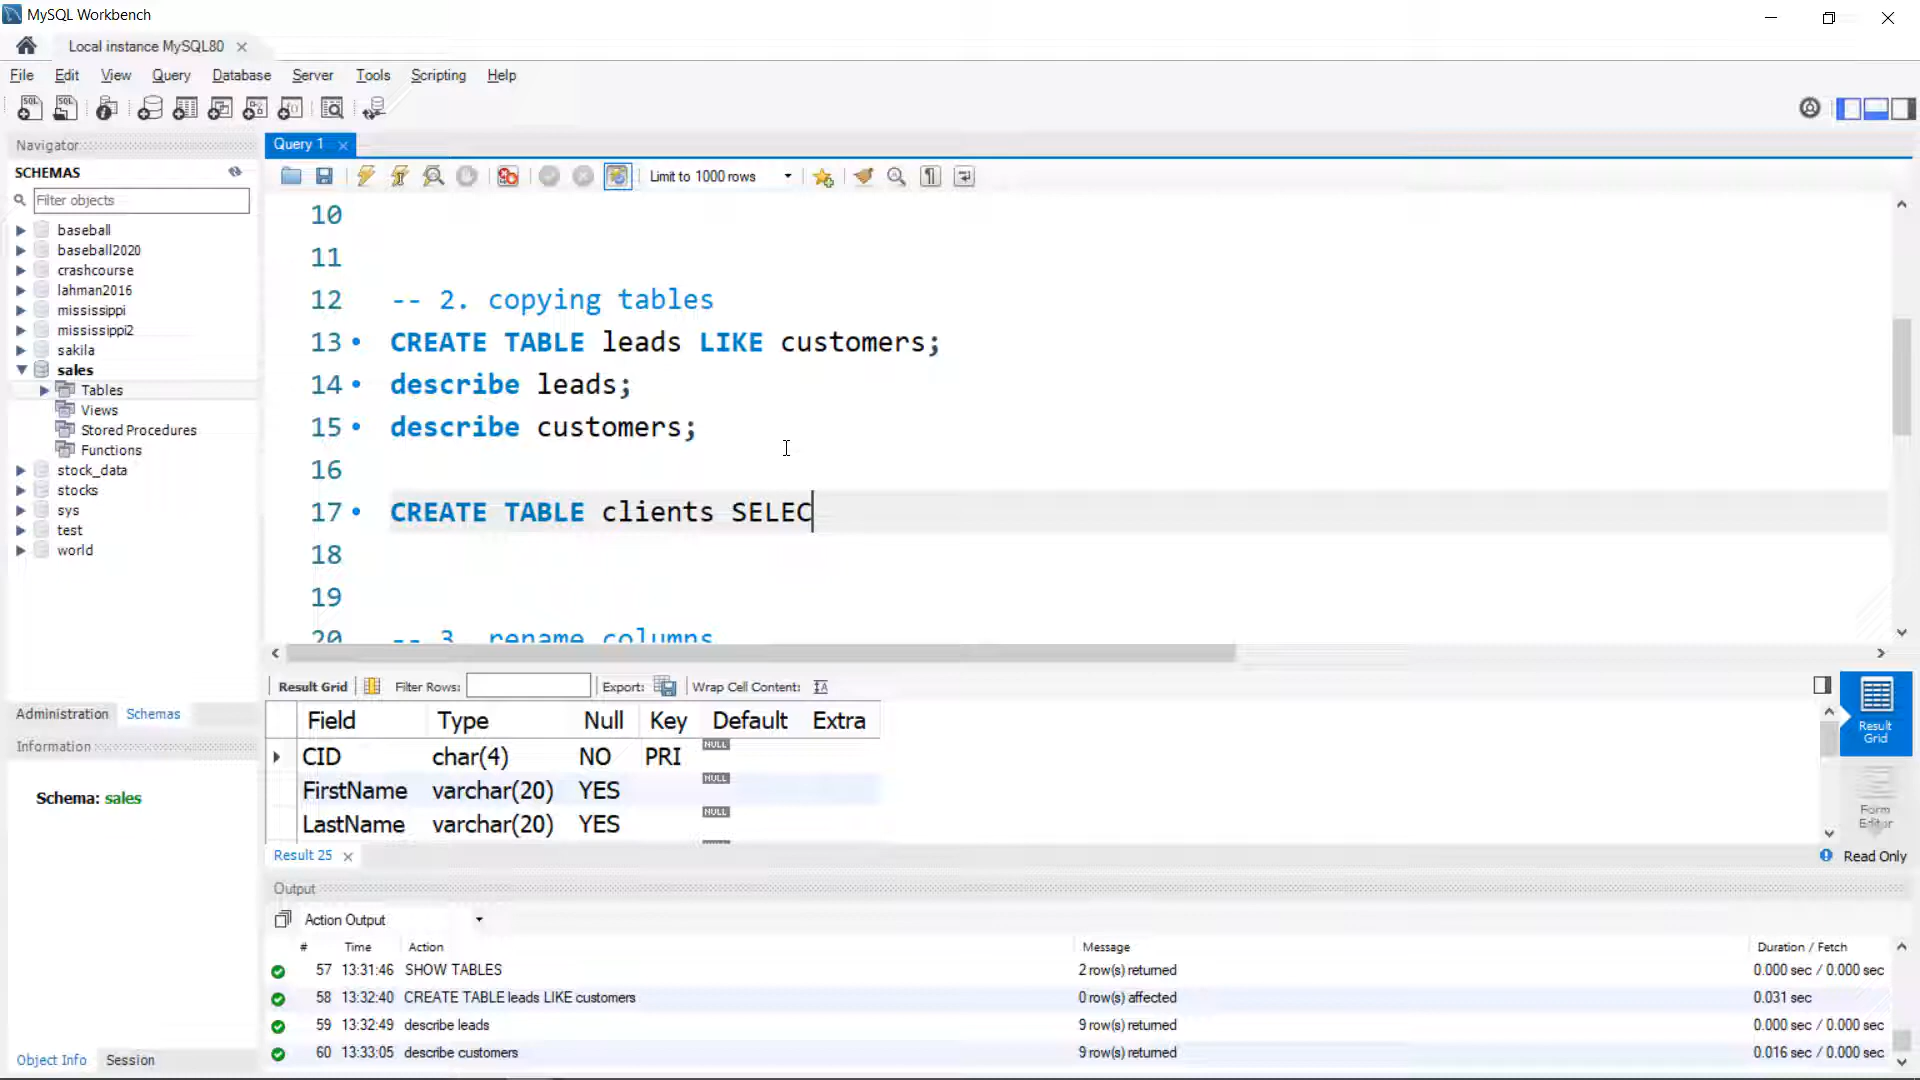 MySQL Workbench
Local instance MySQL80
File Edit View Query Database Server Tools Scripting Help
Navigator
SCHEMAS
Filter objects
baseball
baseball2020
crashcourse
lahman2016
mississippi
mississippi2
sakila
sales
Tables
Views
Stored Procedures
Functions
stock_data
stocks
sys
test
world
Administration Schemas
Information
Schema: sales
Object Info Session
Query 1
Limit to 1000 rows
10
11
12 -- 2. copying tables
13 CREATE TABLE leads LIKE customers;
14 describe leads;
15 describe customers;
16
17 CREATE TABLE clients SELEC
18
19
20 -- 3. rename columns
Result Grid Filter Rows: Export: Wrap Cell Content:
Field Type Null Key Default Extra
CID char(4) NO PRI NULL
FirstName varchar(20) YES NULL
LastName varchar(20) YES NULL
Result Grid
Form Editor
Result 25
Read Only
Output
Action Output
# Time Action Message Duration / Fetch
57 13:31:46 SHOW TABLES 2 row(s) returned 0.000 sec / 0.000 sec
58 13:32:40 CREATE TABLE leads LIKE customers 0 row(s) affected 0.031 sec
59 13:32:49 describe leads 9 row(s) returned 0.000 sec / 0.000 sec
60 13:33:05 describe customers 9 row(s) returned 0.016 sec / 0.000 sec